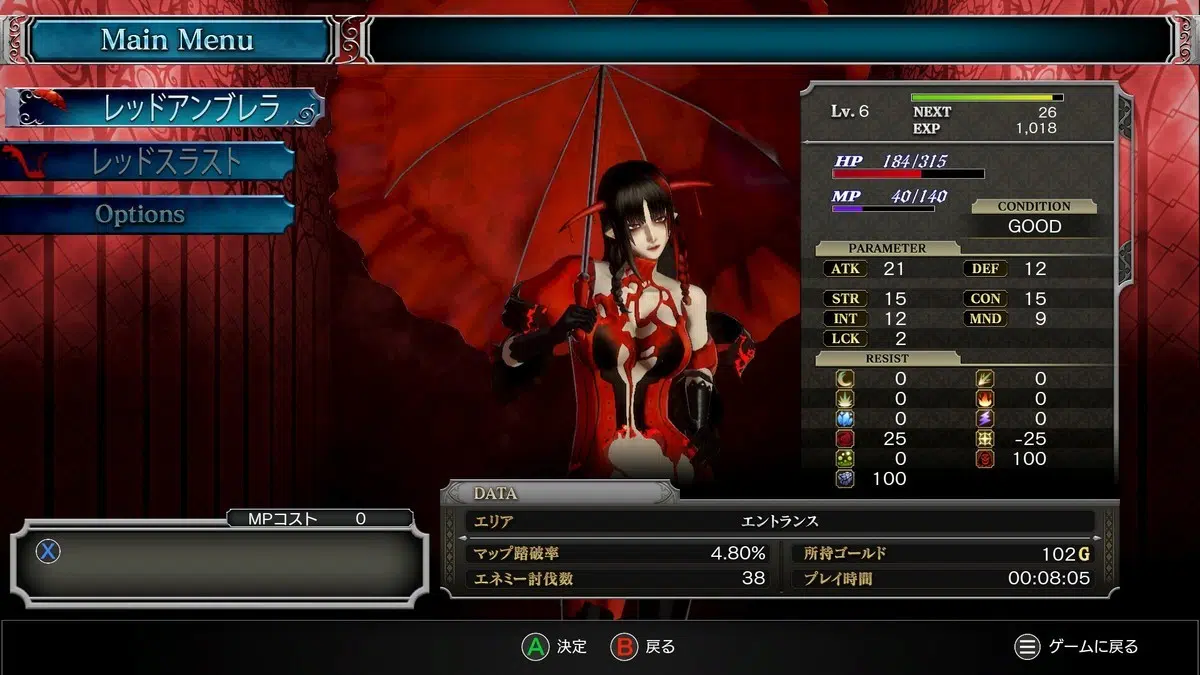 Main Menu
レッドアンブレラ
レッドスラスト
Options
Lv. 6
NEXT 26
EXP 1,018
HP 184/315
MP 40/140
CONDITION
GOOD
PARAMETER
ATK 21 DEF 12
STR 15 CON 15
INT 12 MND 9
LCK 2
RESIST
0 0
0 0
0 0
25 -25
0 100
100
DATA
エリア エントランス
マップ踏破率 4.80% 所持ゴールド 102G
エネミー討伐数 38 プレイ時間 00:08:05
MPコスト 0
X
A 決定 B 戻る ゲームに戻る